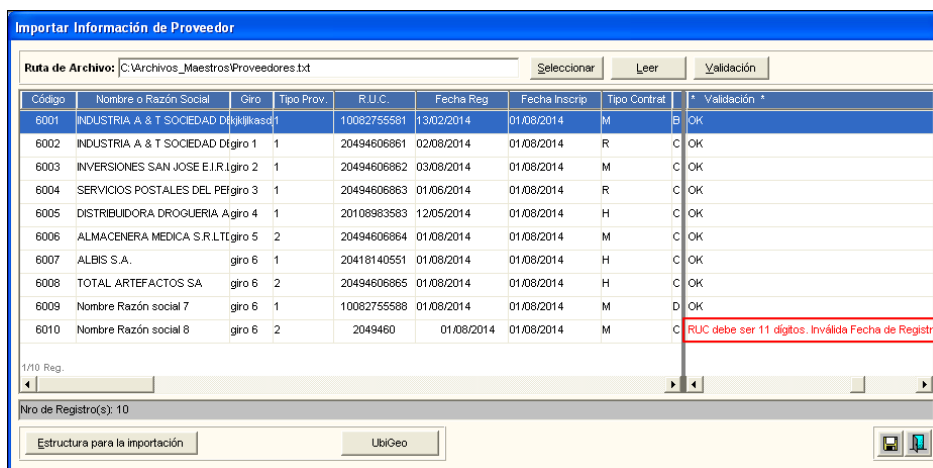 Importar Información de Proveedor
Ruta de Archivo: C:\Archivos_Maestros\Proveedores.txt Seleccionar Leer Validación
Código Nombre o Razón Social Giro Tipo Prov. R.U.C. Fecha Reg Fecha Inscrip Tipo Contrat * Validación *
6001 INDUSTRIA A & T SOCIEDAD DE 1 10082755581 13/02/2014 01/08/2014 M B OK
6002 INDUSTRIA A & T SOCIEDAD DE giro 1 1 20494606861 02/08/2014 01/08/2014 R C OK
6003 INVERSIONES SAN JOSE E.I.R.L giro 2 1 20494606862 03/08/2014 01/08/2014 M C OK
6004 SERVICIOS POSTALES DEL PER giro 3 1 20494606863 01/06/2014 01/08/2014 R C OK
6005 DISTRIBUIDORA DROGUERIA A giro 4 1 20108983583 12/05/2014 01/08/2014 H C OK
6006 ALMACENERA MEDICA S.R.LTD giro 5 2 20494606864 01/08/2014 01/08/2014 M C OK
6007 ALBIS S.A. giro 6 1 20418140551 01/08/2014 01/08/2014 H C OK
6008 TOTAL ARTEFACTOS SA giro 6 2 20494606865 01/08/2014 01/08/2014 H C OK
6009 Nombre Razón social 7 giro 6 1 10082755588 01/08/2014 01/08/2014 M D OK
6010 Nombre Razón social 8 giro 6 2 2049460 01/08/2014 01/08/2014 M C RUC debe ser 11 dígitos. Inválida Fecha de Registr
1/10 Reg.
Nro de Registro(s): 10
Estructura para la importación UbiGeo